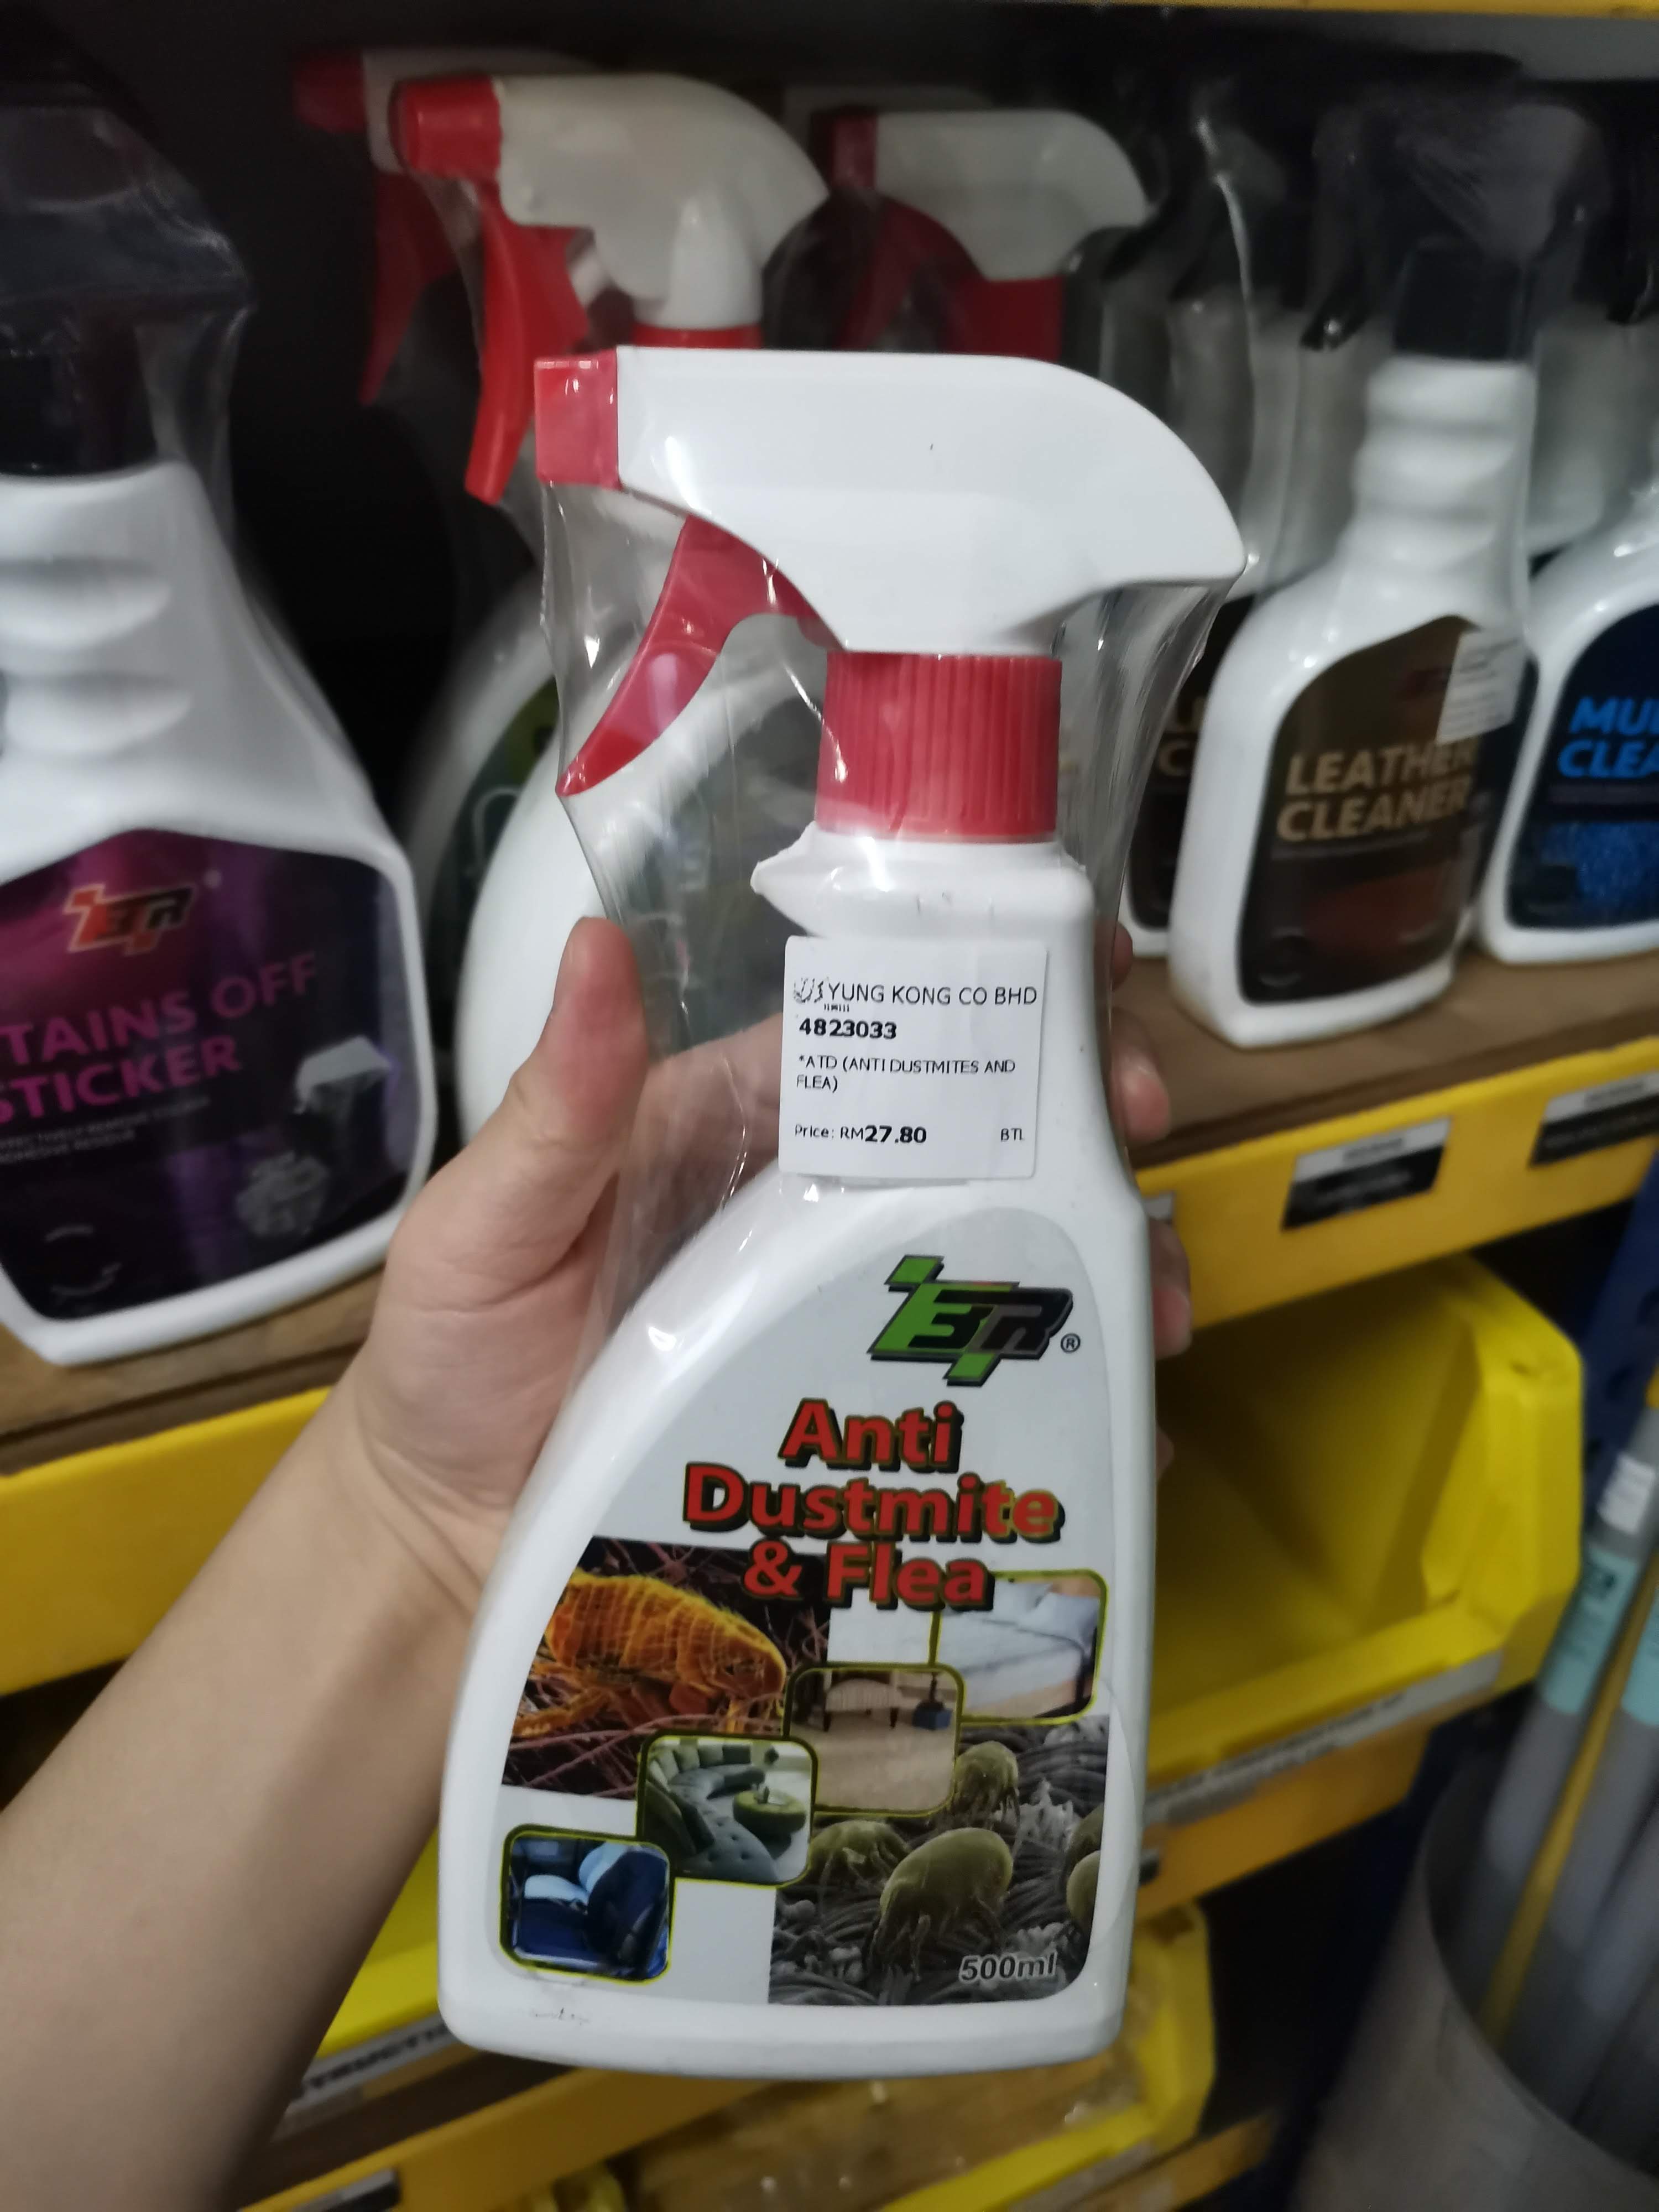 YUNG KONG CO BHD
4823033
*ATD (ANTI DUSTMITES AND
FLEA)
Price: RM27.80 BTL
3R®
Anti
Dustmite
& Flea
500ml
TAINS OFF
STICKER
LEATHER
CLEANER
MUL
CLEA